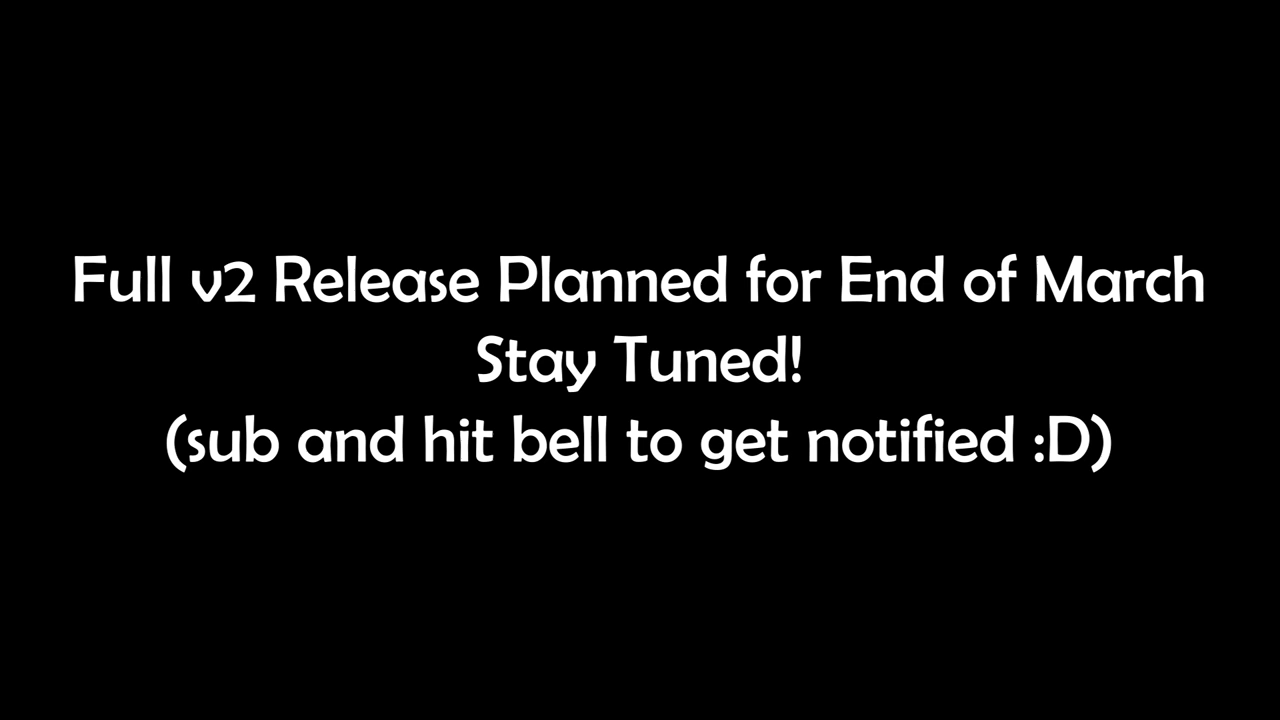 Full v2 Release Planned for End of March
Stay Tuned!
(sub and hit bell to get notified :D)